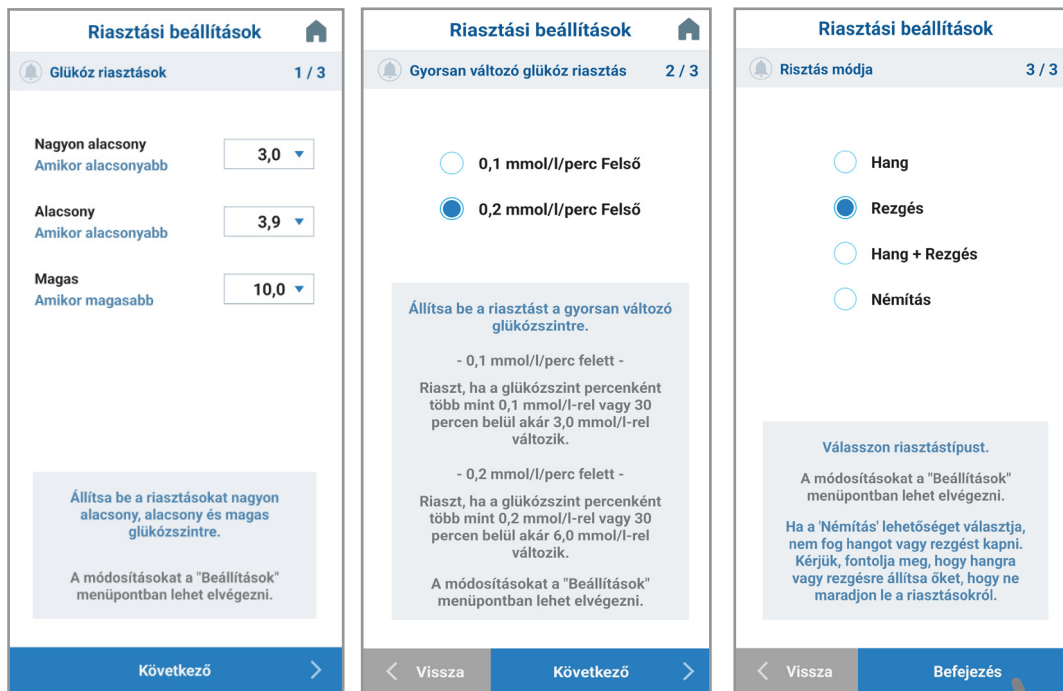 Riasztási beállítások
Glükóz riasztások 1 / 3
Nagyon alacsony
Amikor alacsonyabb
3,0
Alacsony
Amikor alacsonyabb
3,9
Magas
Amikor magasabb
10,0
Állítsa be a riasztásokat nagyon
alacsony, alacsony és magas
glükózszintre.
A módosításokat a "Beállítások"
menüpontban lehet elvégezni.
Következő
Riasztási beállítások
Gyorsan változó glükóz riasztás 2 / 3
0,1 mmol/l/perc Felső
0,2 mmol/l/perc Felső
Állítsa be a riasztást a gyorsan változó
glükózszintre.
- 0,1 mmol/l/perc felett -
Riaszt, ha a glükózszint percenként
több mint 0,1 mmol/l-rel vagy 30
percen belül akár 3,0 mmol/l-rel
változik.
- 0,2 mmol/l/perc felett -
Riaszt, ha a glükózszint percenként
több mint 0,2 mmol/l-rel vagy 30
percen belül akár 6,0 mmol/l-rel
változik.
A módosításokat a "Beállítások"
menüpontban lehet elvégezni.
Vissza
Következő
Riasztási beállítások
Risztás módja 3 / 3
Hang
Rezgés
Hang + Rezgés
Némítás
Válasszon riasztástípust.
A módosításokat a "Beállítások"
menüpontban lehet elvégezni.
Ha a 'Némítás' lehetőséget választja,
nem fog hangot vagy rezgést kapni.
Kérjük, fontolja meg, hogy hangra
vagy rezgésre állítsa őket, hogy ne
maradjon le a riasztásokról.
Vissza
Befejezés